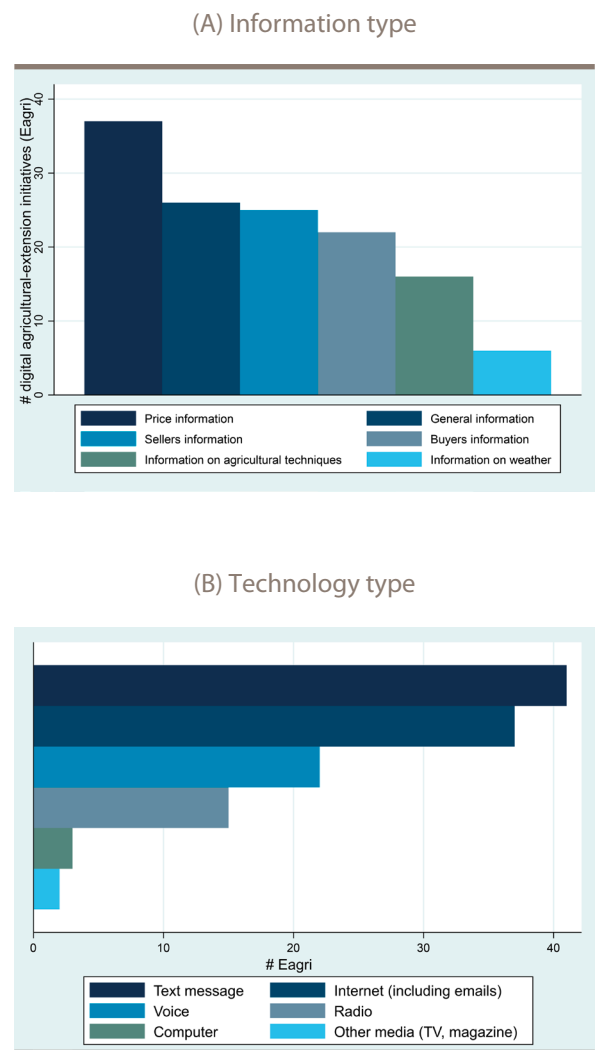 (A) Information type
# digital agricultural-extension initiatives (Eagri)
40
30
20
10
0
Price information
General information
Sellers information
Buyers information
Information on agricultural techniques
Information on weather
(B) Technology type
0
10
20
30
40
# Eagri
Text message
Internet (including emails)
Voice
Radio
Computer
Other media (TV, magazine)